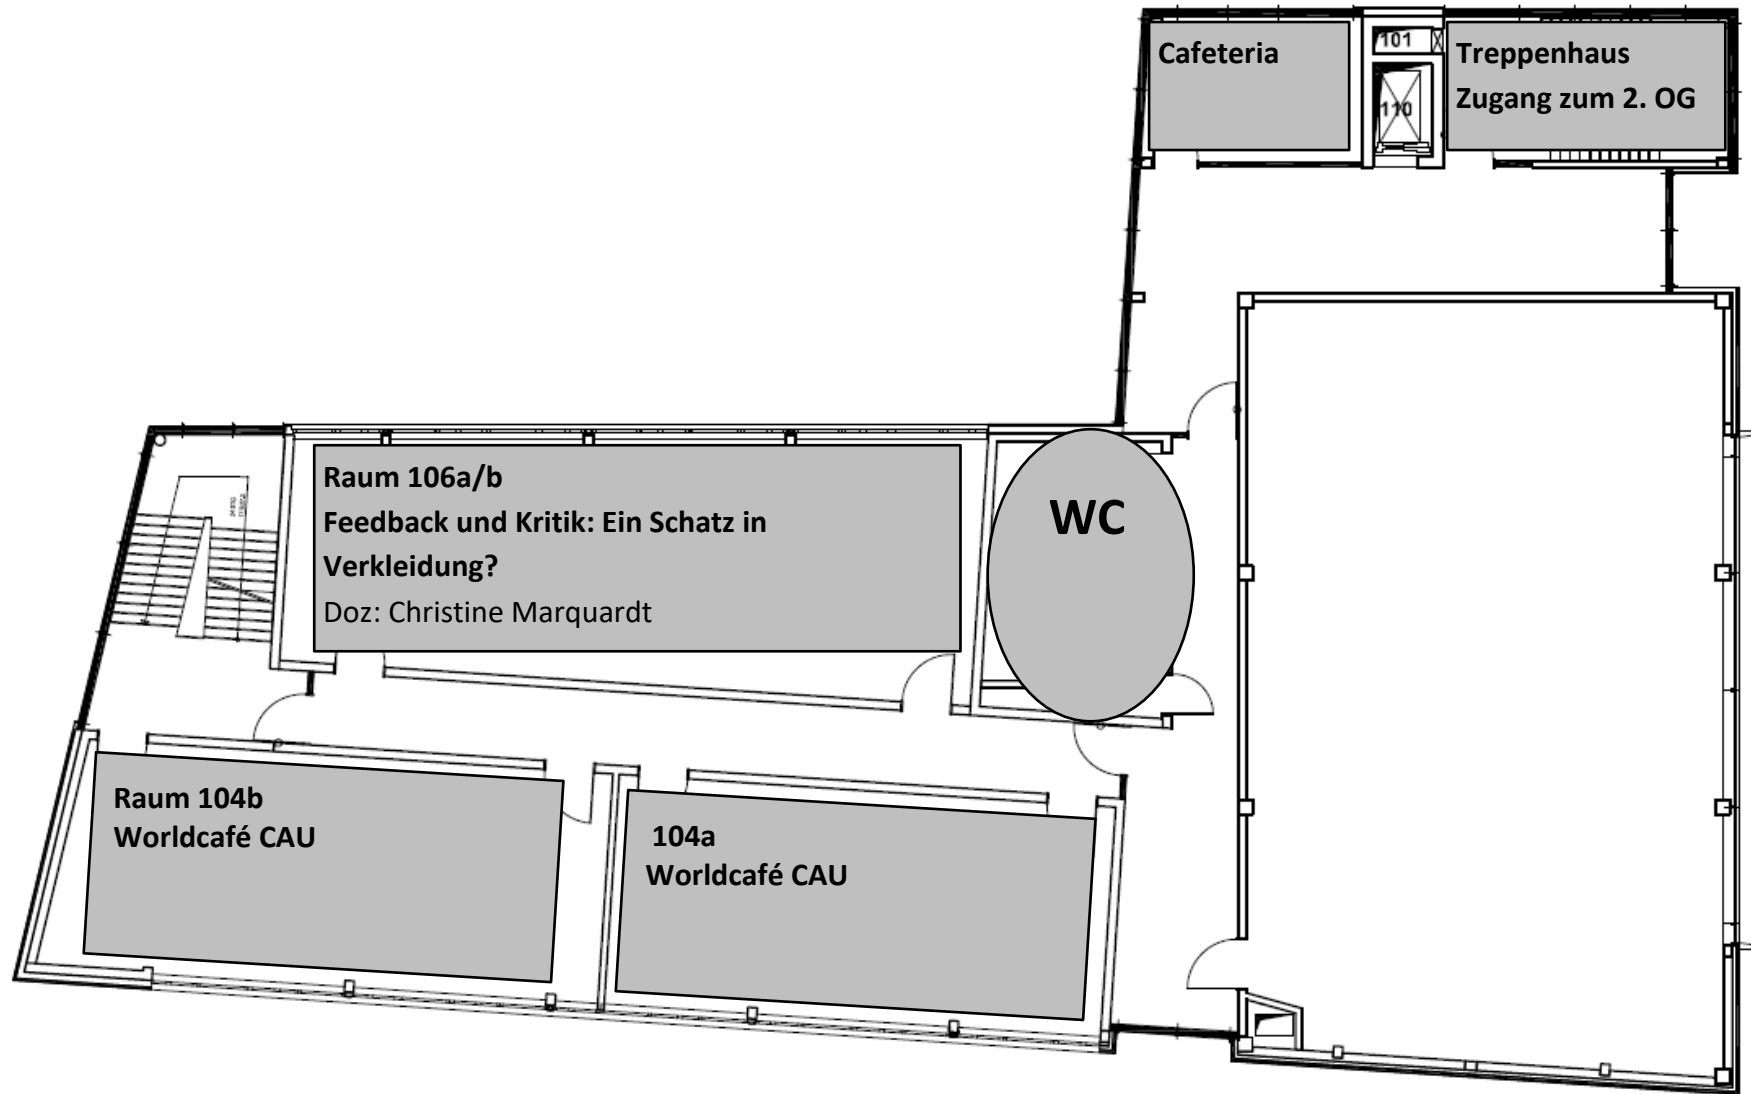 Cafeteria
101
110
Treppenhaus
Zugang zum 2. OG
Raum 106a/b
Feedback und Kritik: Ein Schatz in
Verkleidung?
Doz: Christine Marquardt
WC
Raum 104b
Worldcafé CAU
104a
Worldcafé CAU